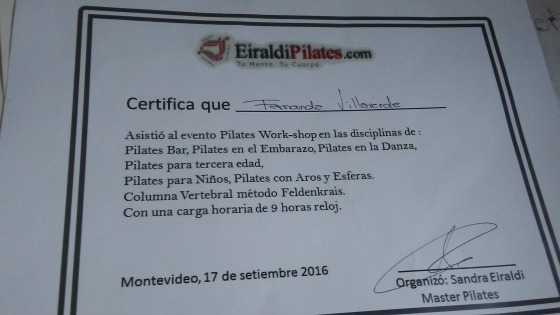 EiraldiPilates.com
Tu Mente. Tu Cuerpo.
Certifica que Fernando Villaverde
Asistió al evento Pilates Work-shop en las disciplinas de :
Pilates Bar, Pilates en el Embarazo, Pilates en la Danza,
Pilates para tercera edad,
Pilates para Niños, Pilates con Aros y Esferas.
Columna Vertebral método Feldenkrais.
Con una carga horaria de 9 horas reloj.
Montevideo, 17 de setiembre 2016
Organizó: Sandra Eiraldi
Master Pilates